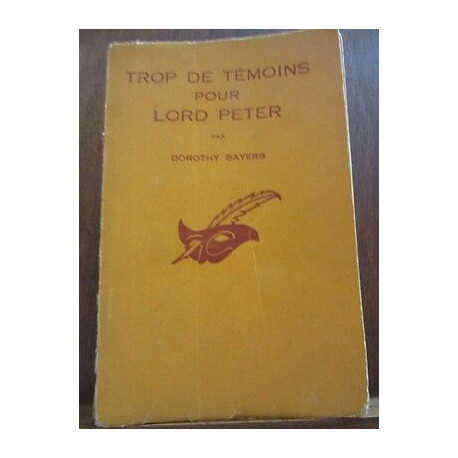 TROP DE TÉMOINS
POUR
LORD PETER
PAR
DOROTHY SAYERS